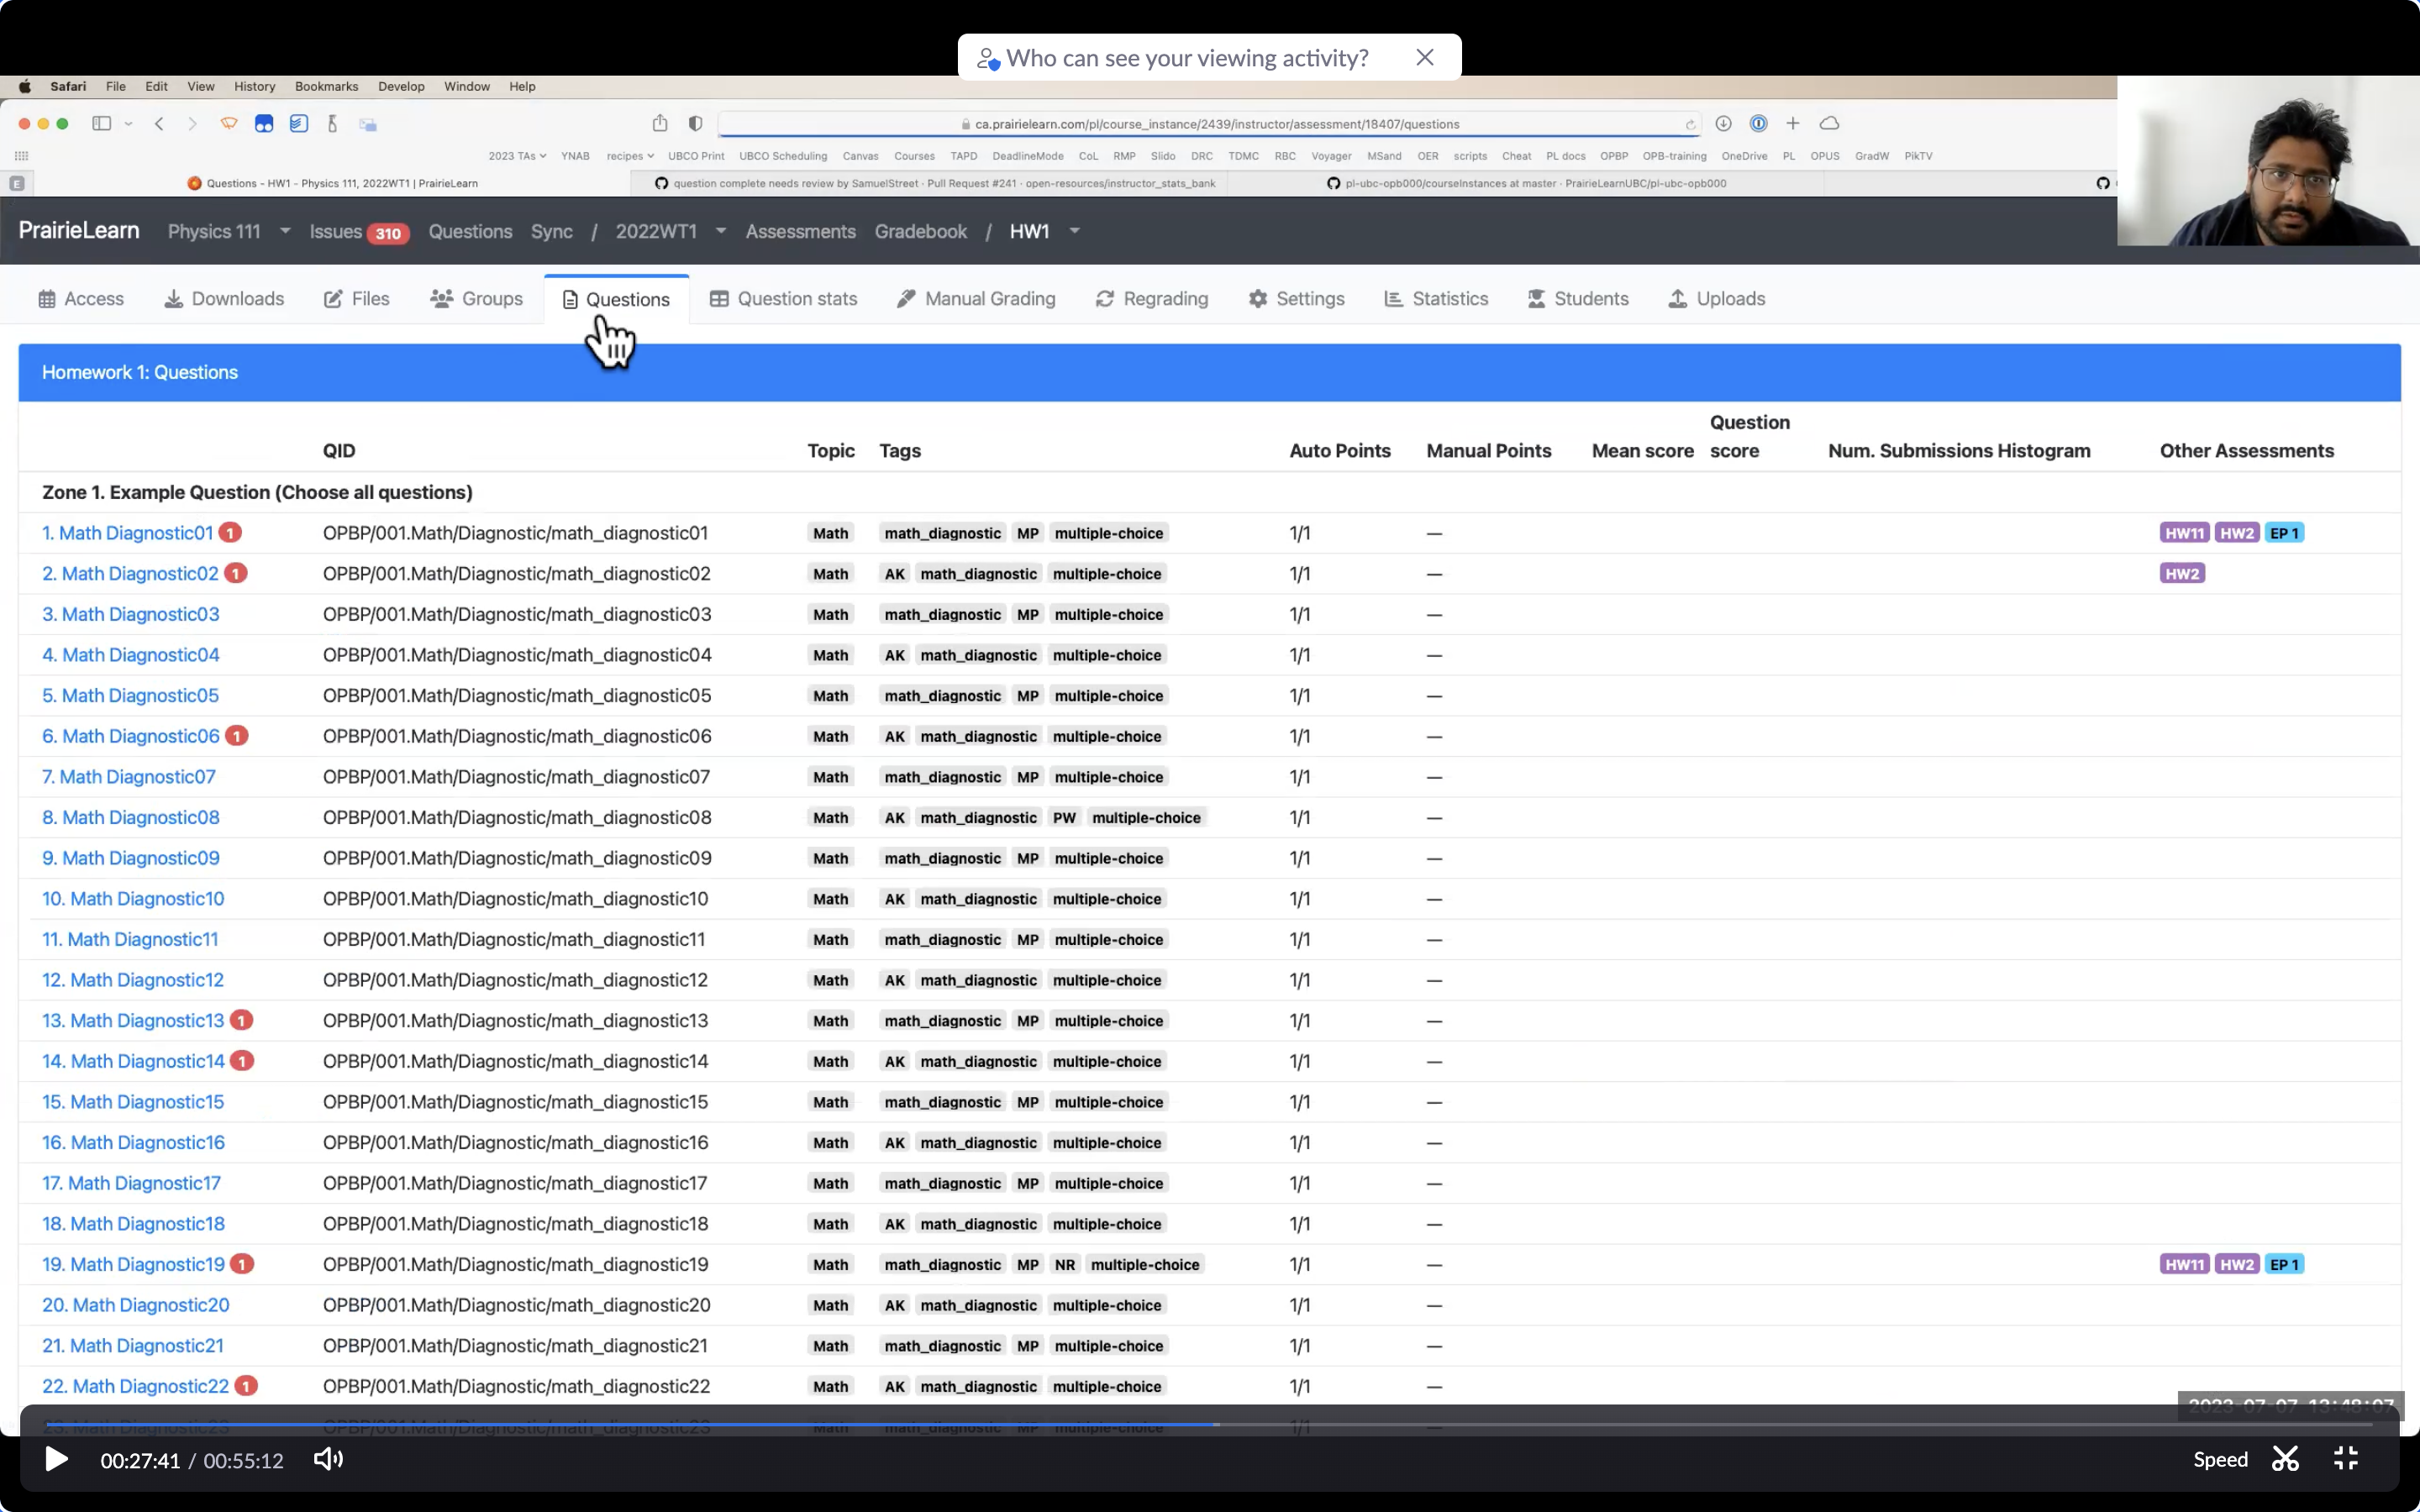 Who can see your viewing activity?
Safari File Edit View History Bookmarks Develop Window Help
ca.prairielearn.com/pl/course_instance/2439/instructor/assessment/18407/questions
2023 TAs YNAB recipes UBCO Print UBCO Scheduling Canvas Courses TAPD DeadlineMode CoL RMP Slido DRC TDMC RBC Voyager MSand OER scripts Cheat PL docs OPBP OPB-training OneDrive PL OPUS GradW PikTV
E Questions - HW1 - Physics 111, 2022WT1 | PrairieLearn question complete needs review by SamuelStreet · Pull Request #241 · open-resources/instructor_stats_bank pl-ubc-opb000/courseInstances at master · PrairieLearnUBC/pl-ubc-opb000
PrairieLearn Physics 111 Issues 310 Questions Sync / 2022WT1 Assessments Gradebook / HW1
Access Downloads Files Groups Questions Question stats Manual Grading Regrading Settings Statistics Students Uploads
Homework 1: Questions
QID Topic Tags Auto Points Manual Points Mean score Question score Num. Submissions Histogram Other Assessments
Zone 1. Example Question (Choose all questions)
1. Math Diagnostic01 1 OPBP/001.Math/Diagnostic/math_diagnostic01 Math math_diagnostic MP multiple-choice 1/1 — HW11 HW2 EP 1
2. Math Diagnostic02 1 OPBP/001.Math/Diagnostic/math_diagnostic02 Math AK math_diagnostic multiple-choice 1/1 — HW2
3. Math Diagnostic03 OPBP/001.Math/Diagnostic/math_diagnostic03 Math math_diagnostic MP multiple-choice 1/1 —
4. Math Diagnostic04 OPBP/001.Math/Diagnostic/math_diagnostic04 Math AK math_diagnostic multiple-choice 1/1 —
5. Math Diagnostic05 OPBP/001.Math/Diagnostic/math_diagnostic05 Math math_diagnostic MP multiple-choice 1/1 —
6. Math Diagnostic06 1 OPBP/001.Math/Diagnostic/math_diagnostic06 Math AK math_diagnostic multiple-choice 1/1 —
7. Math Diagnostic07 OPBP/001.Math/Diagnostic/math_diagnostic07 Math math_diagnostic MP multiple-choice 1/1 —
8. Math Diagnostic08 OPBP/001.Math/Diagnostic/math_diagnostic08 Math AK math_diagnostic PW multiple-choice 1/1 —
9. Math Diagnostic09 OPBP/001.Math/Diagnostic/math_diagnostic09 Math math_diagnostic MP multiple-choice 1/1 —
10. Math Diagnostic10 OPBP/001.Math/Diagnostic/math_diagnostic10 Math AK math_diagnostic multiple-choice 1/1 —
11. Math Diagnostic11 OPBP/001.Math/Diagnostic/math_diagnostic11 Math math_diagnostic MP multiple-choice 1/1 —
12. Math Diagnostic12 OPBP/001.Math/Diagnostic/math_diagnostic12 Math AK math_diagnostic multiple-choice 1/1 —
13. Math Diagnostic13 1 OPBP/001.Math/Diagnostic/math_diagnostic13 Math math_diagnostic MP multiple-choice 1/1 —
14. Math Diagnostic14 1 OPBP/001.Math/Diagnostic/math_diagnostic14 Math AK math_diagnostic multiple-choice 1/1 —
15. Math Diagnostic15 OPBP/001.Math/Diagnostic/math_diagnostic15 Math math_diagnostic MP multiple-choice 1/1 —
16. Math Diagnostic16 OPBP/001.Math/Diagnostic/math_diagnostic16 Math AK math_diagnostic multiple-choice 1/1 —
17. Math Diagnostic17 OPBP/001.Math/Diagnostic/math_diagnostic17 Math math_diagnostic MP multiple-choice 1/1 —
18. Math Diagnostic18 OPBP/001.Math/Diagnostic/math_diagnostic18 Math AK math_diagnostic multiple-choice 1/1 —
19. Math Diagnostic19 1 OPBP/001.Math/Diagnostic/math_diagnostic19 Math math_diagnostic MP NR multiple-choice 1/1 — HW11 HW2 EP 1
20. Math Diagnostic20 OPBP/001.Math/Diagnostic/math_diagnostic20 Math AK math_diagnostic multiple-choice 1/1 —
21. Math Diagnostic21 OPBP/001.Math/Diagnostic/math_diagnostic21 Math math_diagnostic MP multiple-choice 1/1 —
22. Math Diagnostic22 1 OPBP/001.Math/Diagnostic/math_diagnostic22 Math AK math_diagnostic multiple-choice 1/1 —
23. Math Diagnostic23 OPBP/001.Math/Diagnostic/math_diagnostic23 Math math_diagnostic MP multiple-choice 1/1
2023-07-07 13:48:07
00:27:41 / 00:55:12 Speed